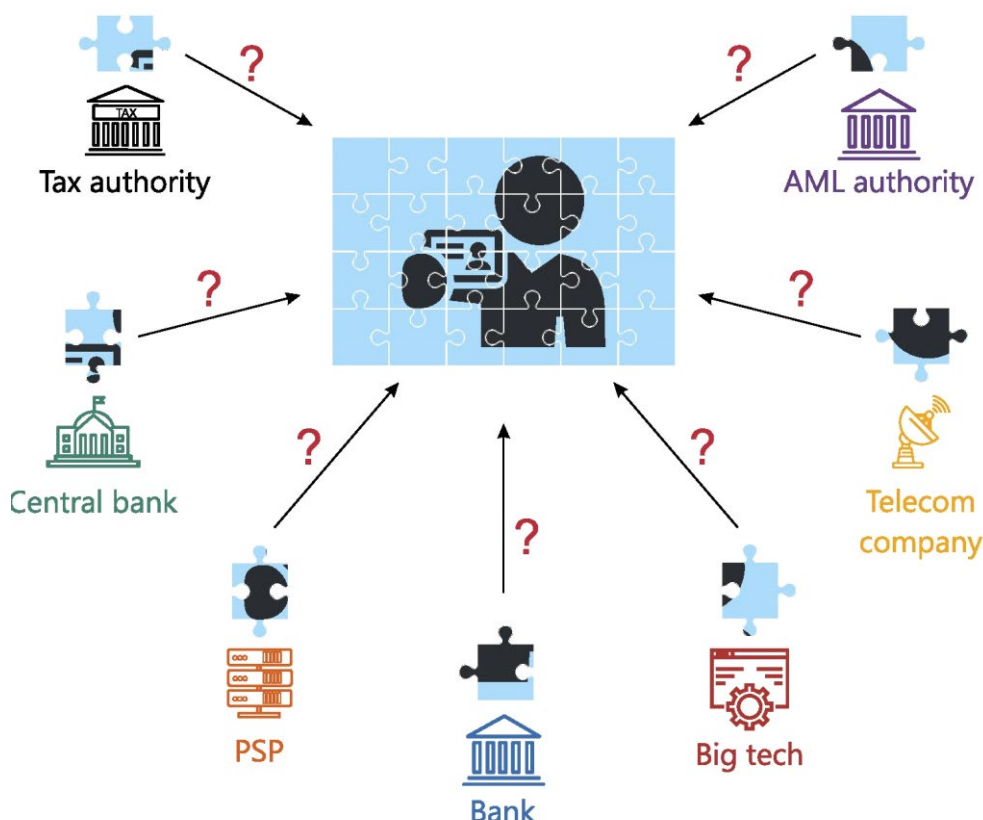 ?
?
TAX
Tax authority
AML authority
?
?
Central bank
Telecom
company
?
?
?
PSP
Big tech
Bank